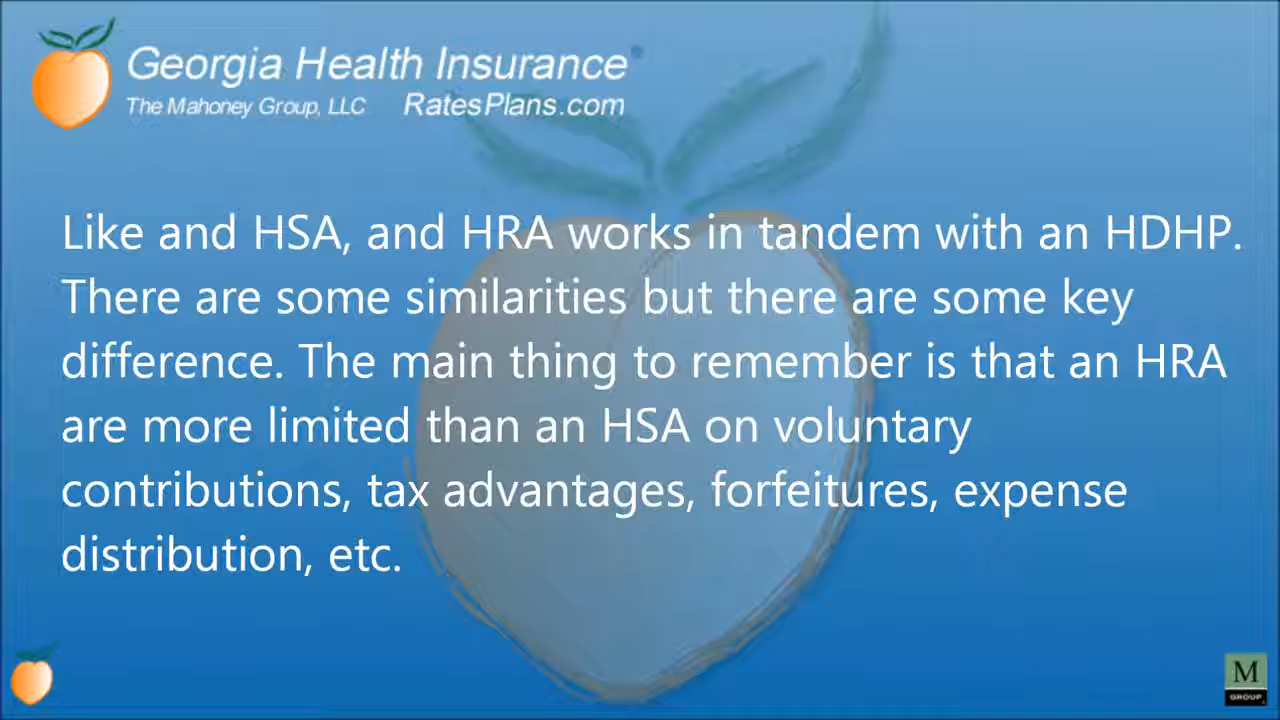 Georgia Health Insurance
The Mahoney Group, LLC RatesPlans.com
Like and HSA, and HRA works in tandem with an HDHP.
There are some similarities but there are some key
difference. The main thing to remember is that an HRA
are more limited than an HSA on voluntary
contributions, tax advantages, forfeitures, expense
distribution, etc.
M
GROUP